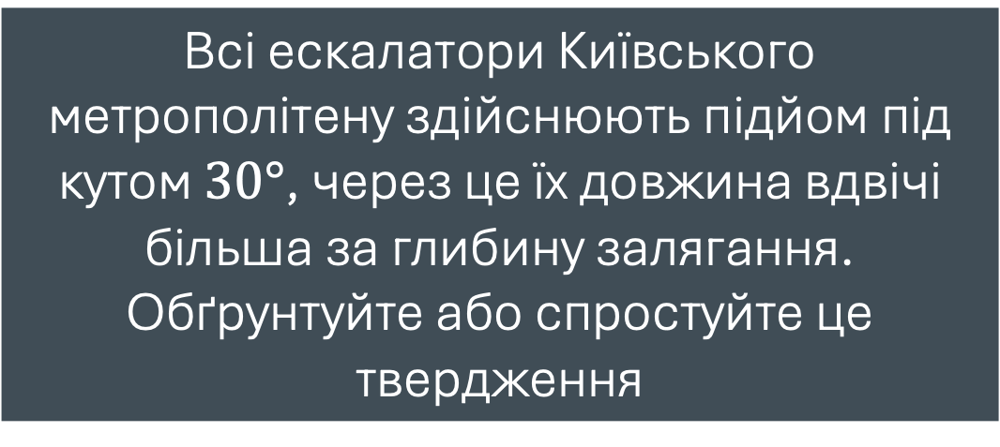 Всі ескалатори Київського
метрополітену здійснюють підйом під
кутом 30°, через це їх довжина вдвічі
більша за глибину залягання.
Обґрунтуйте або спростуйте це
твердження